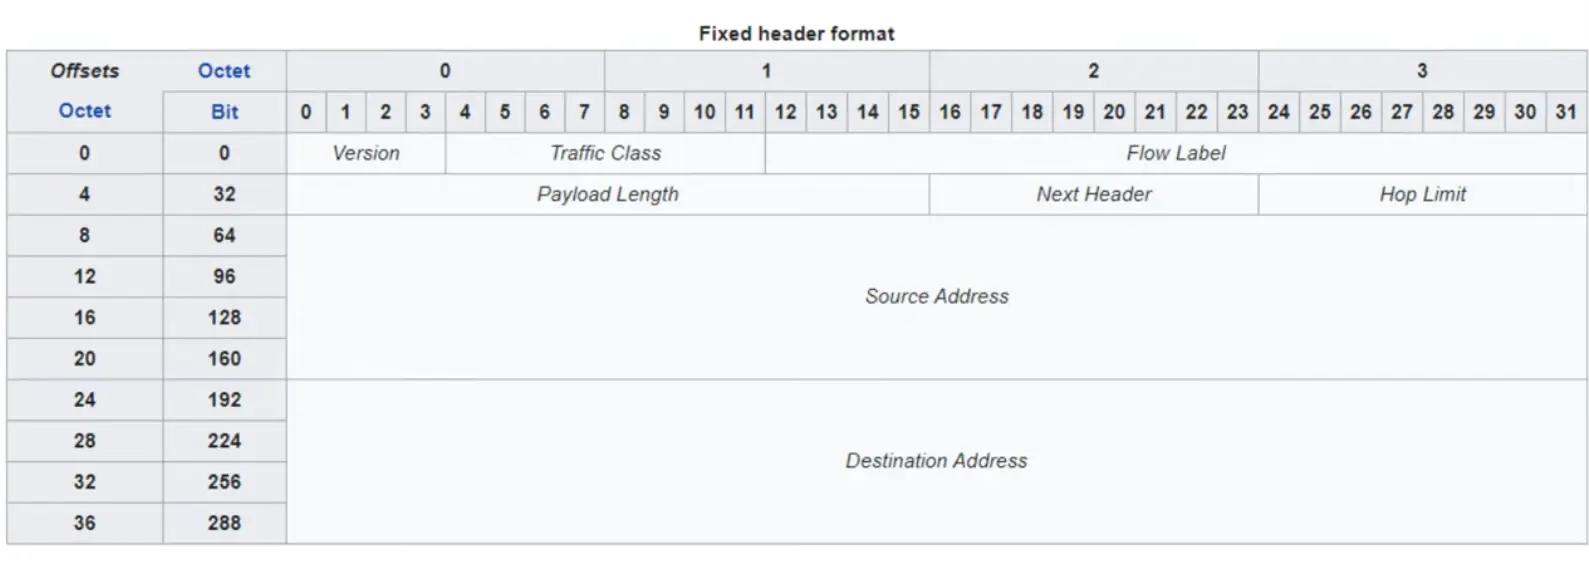 Fixed header format
Offsets Octet 0 1 2 3
Octet Bit 0 1 2 3 4 5 6 7 8 9 10 11 12 13 14 15 16 17 18 19 20 21 22 23 24 25 26 27 28 29 30 31
0 0 Version Traffic Class Flow Label
4 32 Payload Length Next Header Hop Limit
8 64
12 96
Source Address
16 128
20 160
24 192
28 224
Destination Address
32 256
36 288